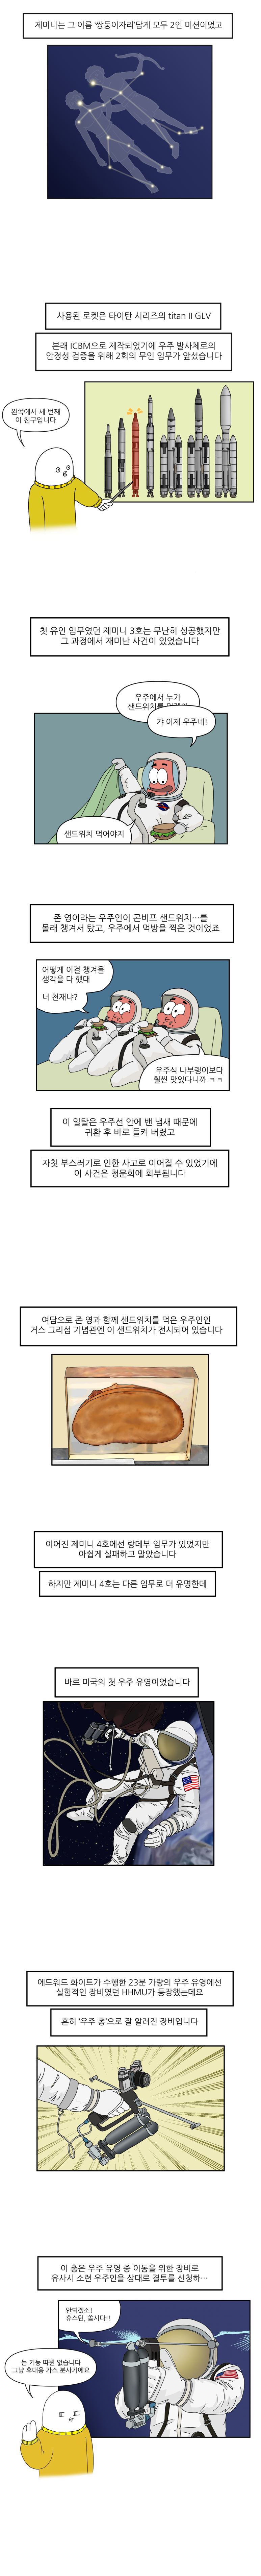 제미니는 그 이름 '쌍둥이자리'답게 모두 2인 미션이었고
사용된 로켓은 타이탄 시리즈의 titan II GLV
본래 ICBM으로 제작되었기에 우주 발사체로의
안정성 검증을 위해 2회의 무인 임무가 앞섰습니다
왼쪽에서 세 번째
이 친구입니다
첫 유인 임무였던 제미니 3호는 무난히 성공했지만
그 과정에서 재미난 사건이 있었습니다
우주에서 누가
샌드위치를
캬 이제 우주네!
샌드위치 먹어야지
존 영이라는 우주인이 콘비프 샌드위치…를
몰래 챙겨서 탔고, 우주에서 먹방을 찍은 것이었죠
어떻게 이걸 챙겨올
생각을 다 했대
너 천재냐?
우주식 나부랭이보다
훨씬 맛있다니까 ㅋㅋ
이 일탈은 우주선 안에 밴 냄새 때문에
귀환 후 바로 들켜 버렸고
자칫 부스러기로 인한 사고로 이어질 수 있었기에
이 사건은 청문회에 회부됩니다
여담으로 존 영과 함께 샌드위치를 먹은 우주인인
거스 그리섬 기념관엔 이 샌드위치가 전시되어 있습니다
이어진 제미니 4호에선 랑데부 임무가 있었지만
아쉽게 실패하고 말았습니다
하지만 제미니 4호는 다른 임무로 더 유명한데
바로 미국의 첫 우주 유영이었습니다
에드워드 화이트가 수행한 23분 가량의 우주 유영에선
실험적인 장비였던 HHMU가 등장했는데요
흔히 '우주 총'으로 잘 알려진 장비입니다
이 총은 우주 유영 중 이동을 위한 장비로
유사시 소련 우주인을 상대로 결투를 신청하…
안되겠소!
휴스턴, 쏩시다!!
는 기능 따윈 없습니다
그냥 휴대용 가스 분사기에요